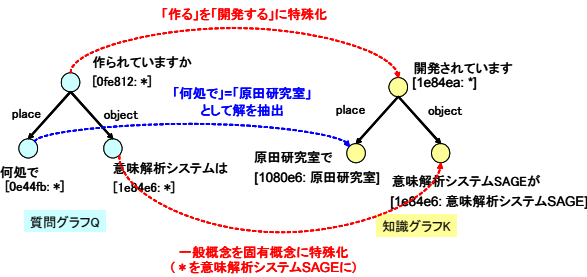 「作る」を「開発する」に特殊化
作られていますか
[0fe812: *]
開発されています
[1e84ea: *]
「何処で」=「原田研究室」
として解を抽出
place
object
place
object
何処で
[0e44fb: *]
意味解析システムは
[1e84e6: *]
原田研究室で
[1080e6: 原田研究室]
意味解析システムSAGEが
[1e84e6: 意味解析システムSAGE]
質問グラフQ
知識グラフK
一般概念を固有概念に特殊化
(*を意味解析システムSAGEに)